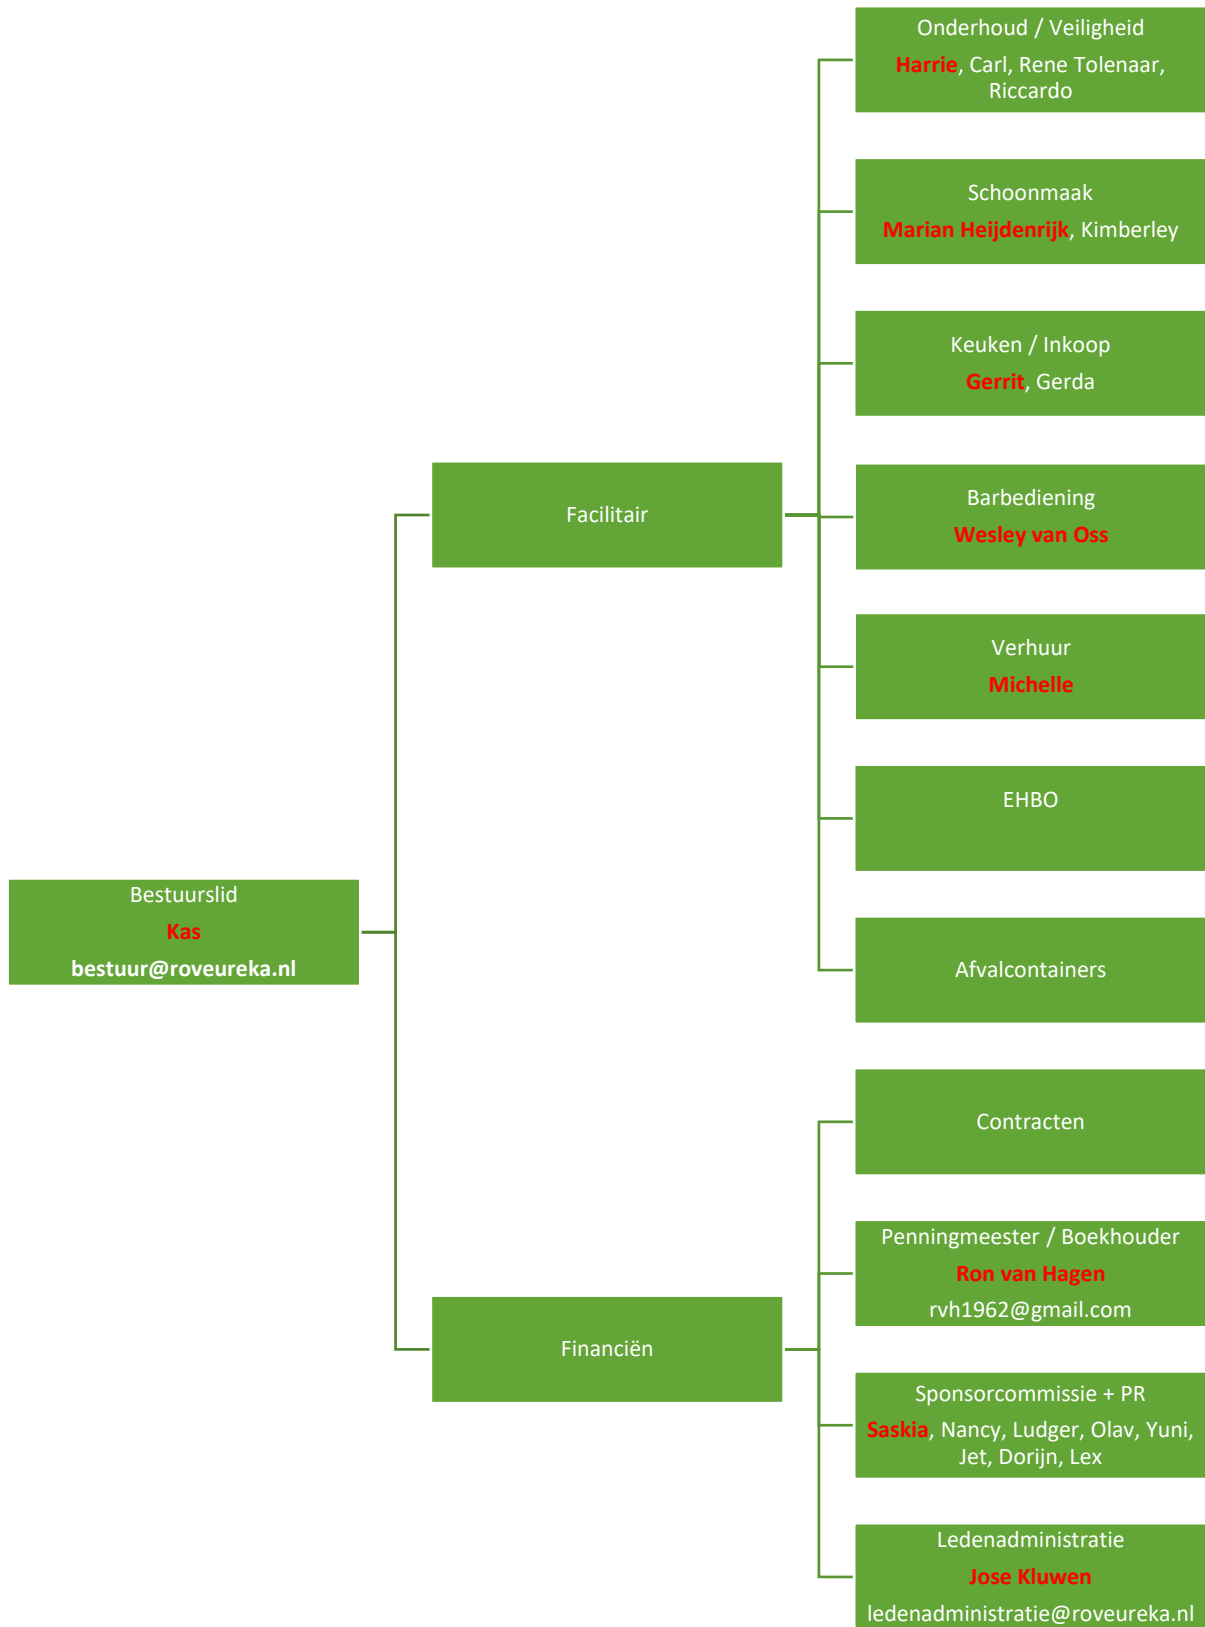 Onderhoud / Veiligheid
Harrie, Carl, Rene Tolenaar,
Riccardo
Schoonmaak
Marian Heijdenrijk, Kimberley
Keuken / Inkoop
Gerrit, Gerda
Facilitair
Barbediening
Wesley van Oss
Verhuur
Michelle
EHBO
Bestuurslid
Kas
bestuur@roveureka.nl
Afvalcontainers
Contracten
Penningmeester / Boekhouder
Ron van Hagen
rvh1962@gmail.com
Financiën
Sponsorcommissie + PR
Saskia, Nancy, Ludger, Olav, Yuni,
Jet, Dorijn, Lex
Ledenadministratie
Jose Kluwen
ledenadministratie@roveureka.nl